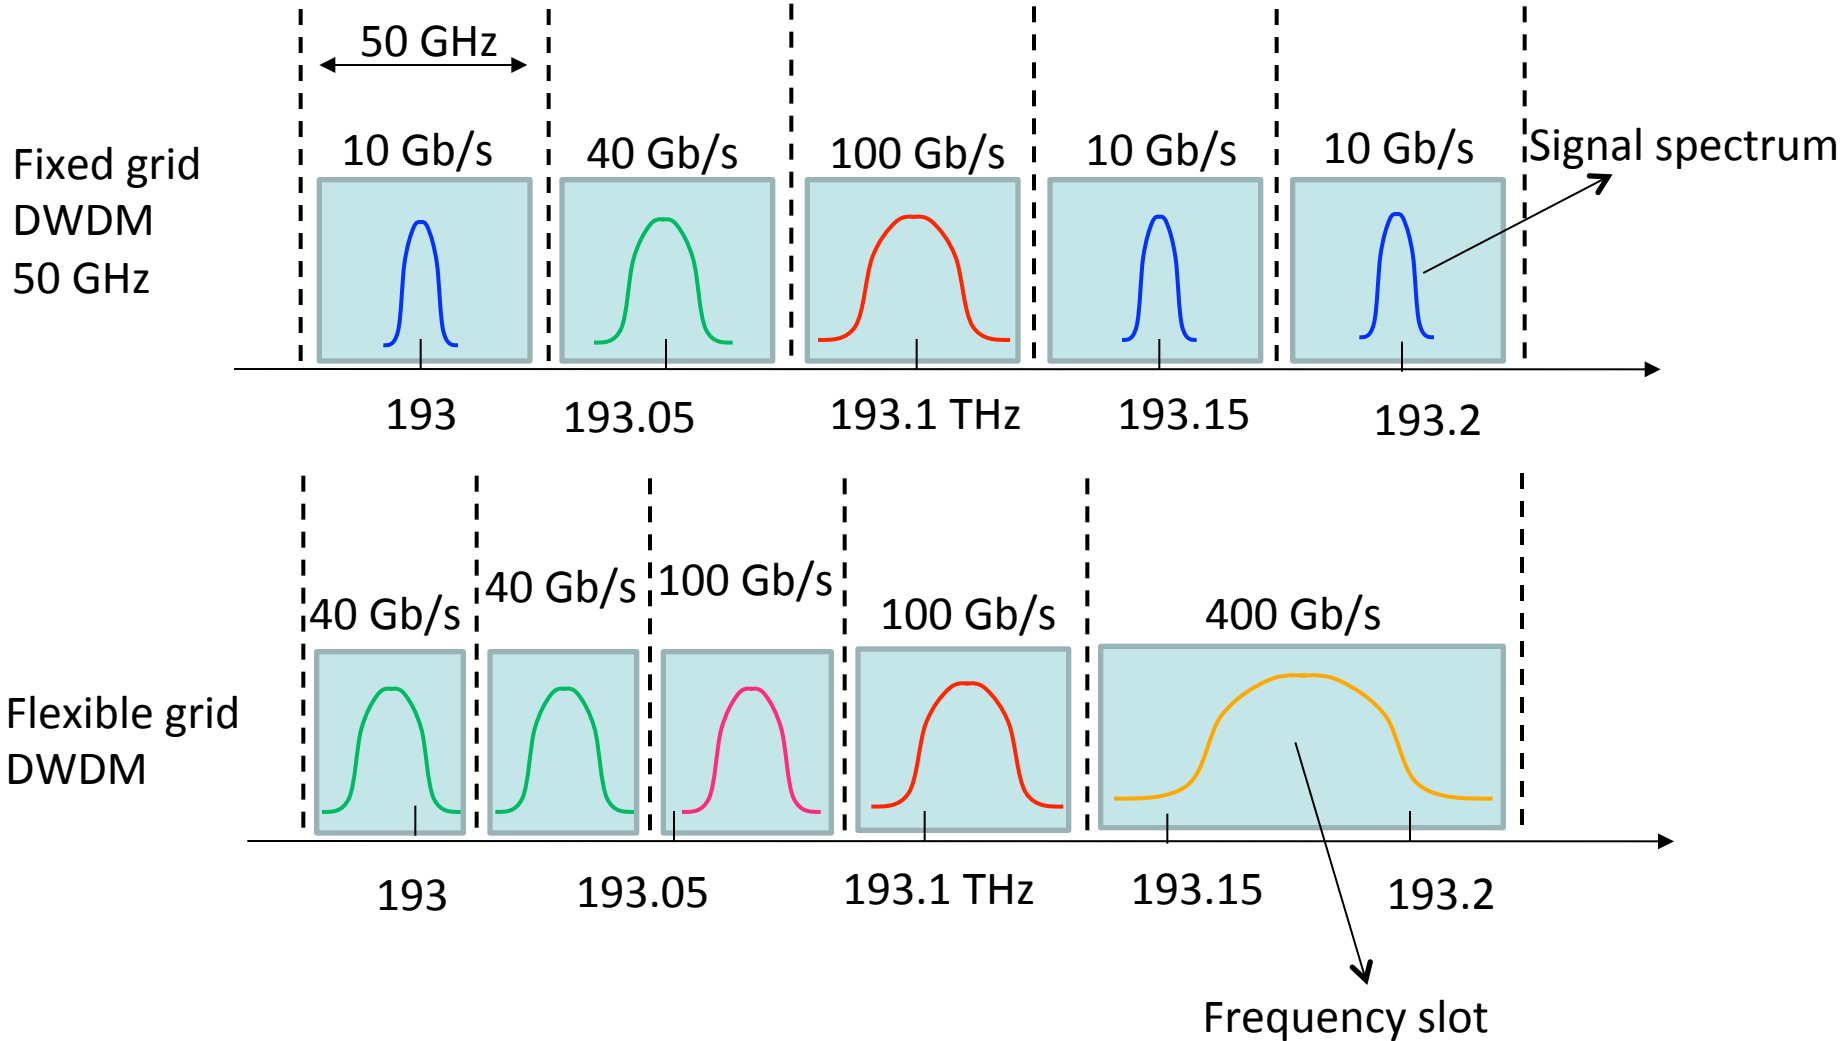 50 GHz
10 Gb/s
40 Gb/s
100 Gb/s
10 Gb/s
10 Gb/s
Signal spectrum
Fixed grid
DWDM
50 GHz
193
193.05
193.1 THz
193.15
193.2
40 Gb/s
40 Gb/s
100 Gb/s
100 Gb/s
400 Gb/s
Flexible grid
DWDM
193
193.05
193.1 THz
193.15
193.2
Frequency slot